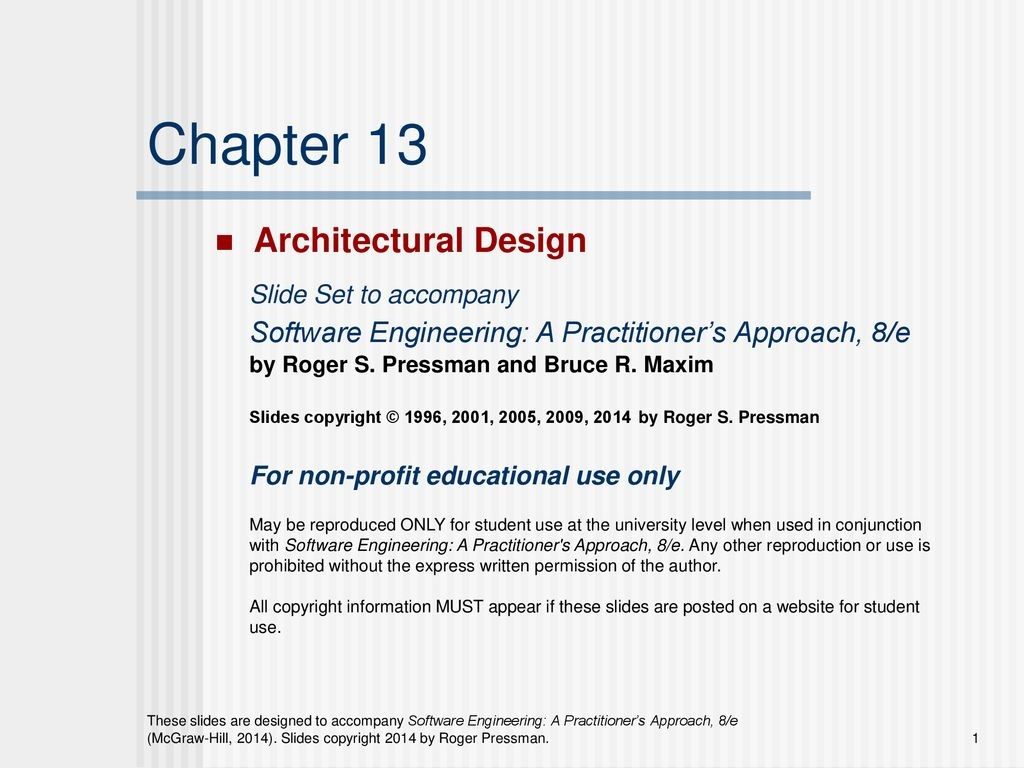 Chapter 13
Architectural Design
Slide Set to accompany
Software Engineering: A Practitioner’s Approach, 8/e
by Roger S. Pressman and Bruce R. Maxim
Slides copyright © 1996, 2001, 2005, 2009, 2014 by Roger S. Pressman
For non-profit educational use only
May be reproduced ONLY for student use at the university level when used in conjunction
with Software Engineering: A Practitioner's Approach, 8/e. Any other reproduction or use is
prohibited without the express written permission of the author.
All copyright information MUST appear if these slides are posted on a website for student
use.
These slides are designed to accompany Software Engineering: A Practitioner’s Approach, 8/e
(McGraw-Hill, 2014). Slides copyright 2014 by Roger Pressman.
1